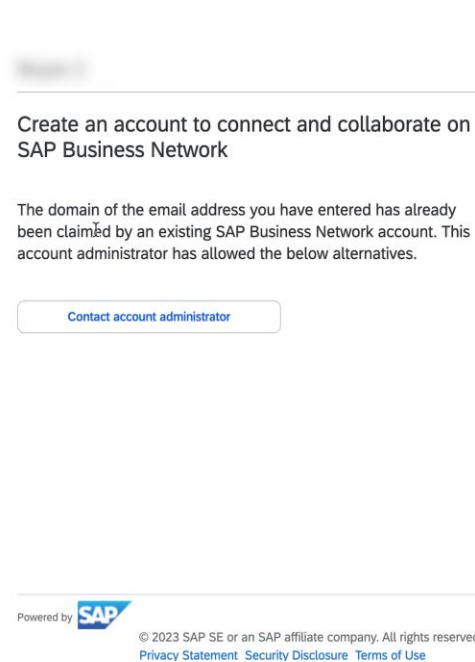 Create an account to connect and collaborate on
SAP Business Network
The domain of the email address you have entered has already
been claimed by an existing SAP Business Network account. This
account administrator has allowed the below alternatives.
Contact account administrator
Powered by SAP
© 2023 SAP SE or an SAP affiliate company. All rights reserved
Privacy Statement Security Disclosure Terms of Use